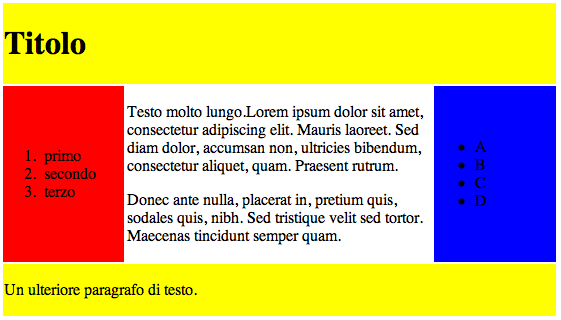 Titolo
1. primo
2. secondo
3. terzo
Testo molto lungo.Lorem ipsum dolor sit amet,
consectetur adipiscing elit. Mauris laoreet. Sed
diam dolor, accumsan non, ultricies bibendum,
consectetur aliquet, quam. Praesent rutrum.
Donec ante nulla, placerat in, pretium quis,
sodales quis, nibh. Sed tristique velit sed tortor.
Maecenas tincidunt semper quam.
• A
• B
• C
• D
Un ulteriore paragrafo di testo.